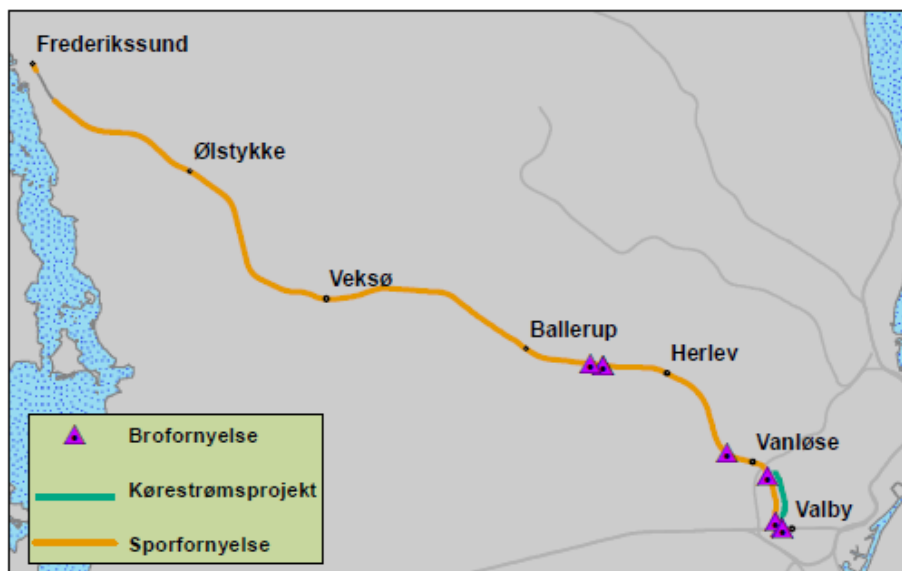 Frederikssund
Ølstykke
Veksø
Ballerup
Herlev
Vanløse
Valby
Brofornyelse
Kørestrømsprojekt
Sporfornyelse